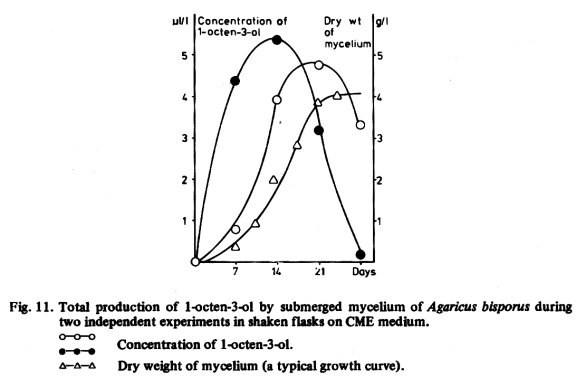 µl/l Concentration of Dry wt g/l
1-octen-3-ol of
mycelium
5 5
4 4
3 3
2 2
1 1
7 14 21 Days
Fig. 11. Total production of 1-octen-3-ol by submerged mycelium of Agaricus bisporus during
two independent experiments in shaken flasks on CME medium.
Concentration of 1-octen-3-ol.
Dry weight of mycelium (a typical growth curve).